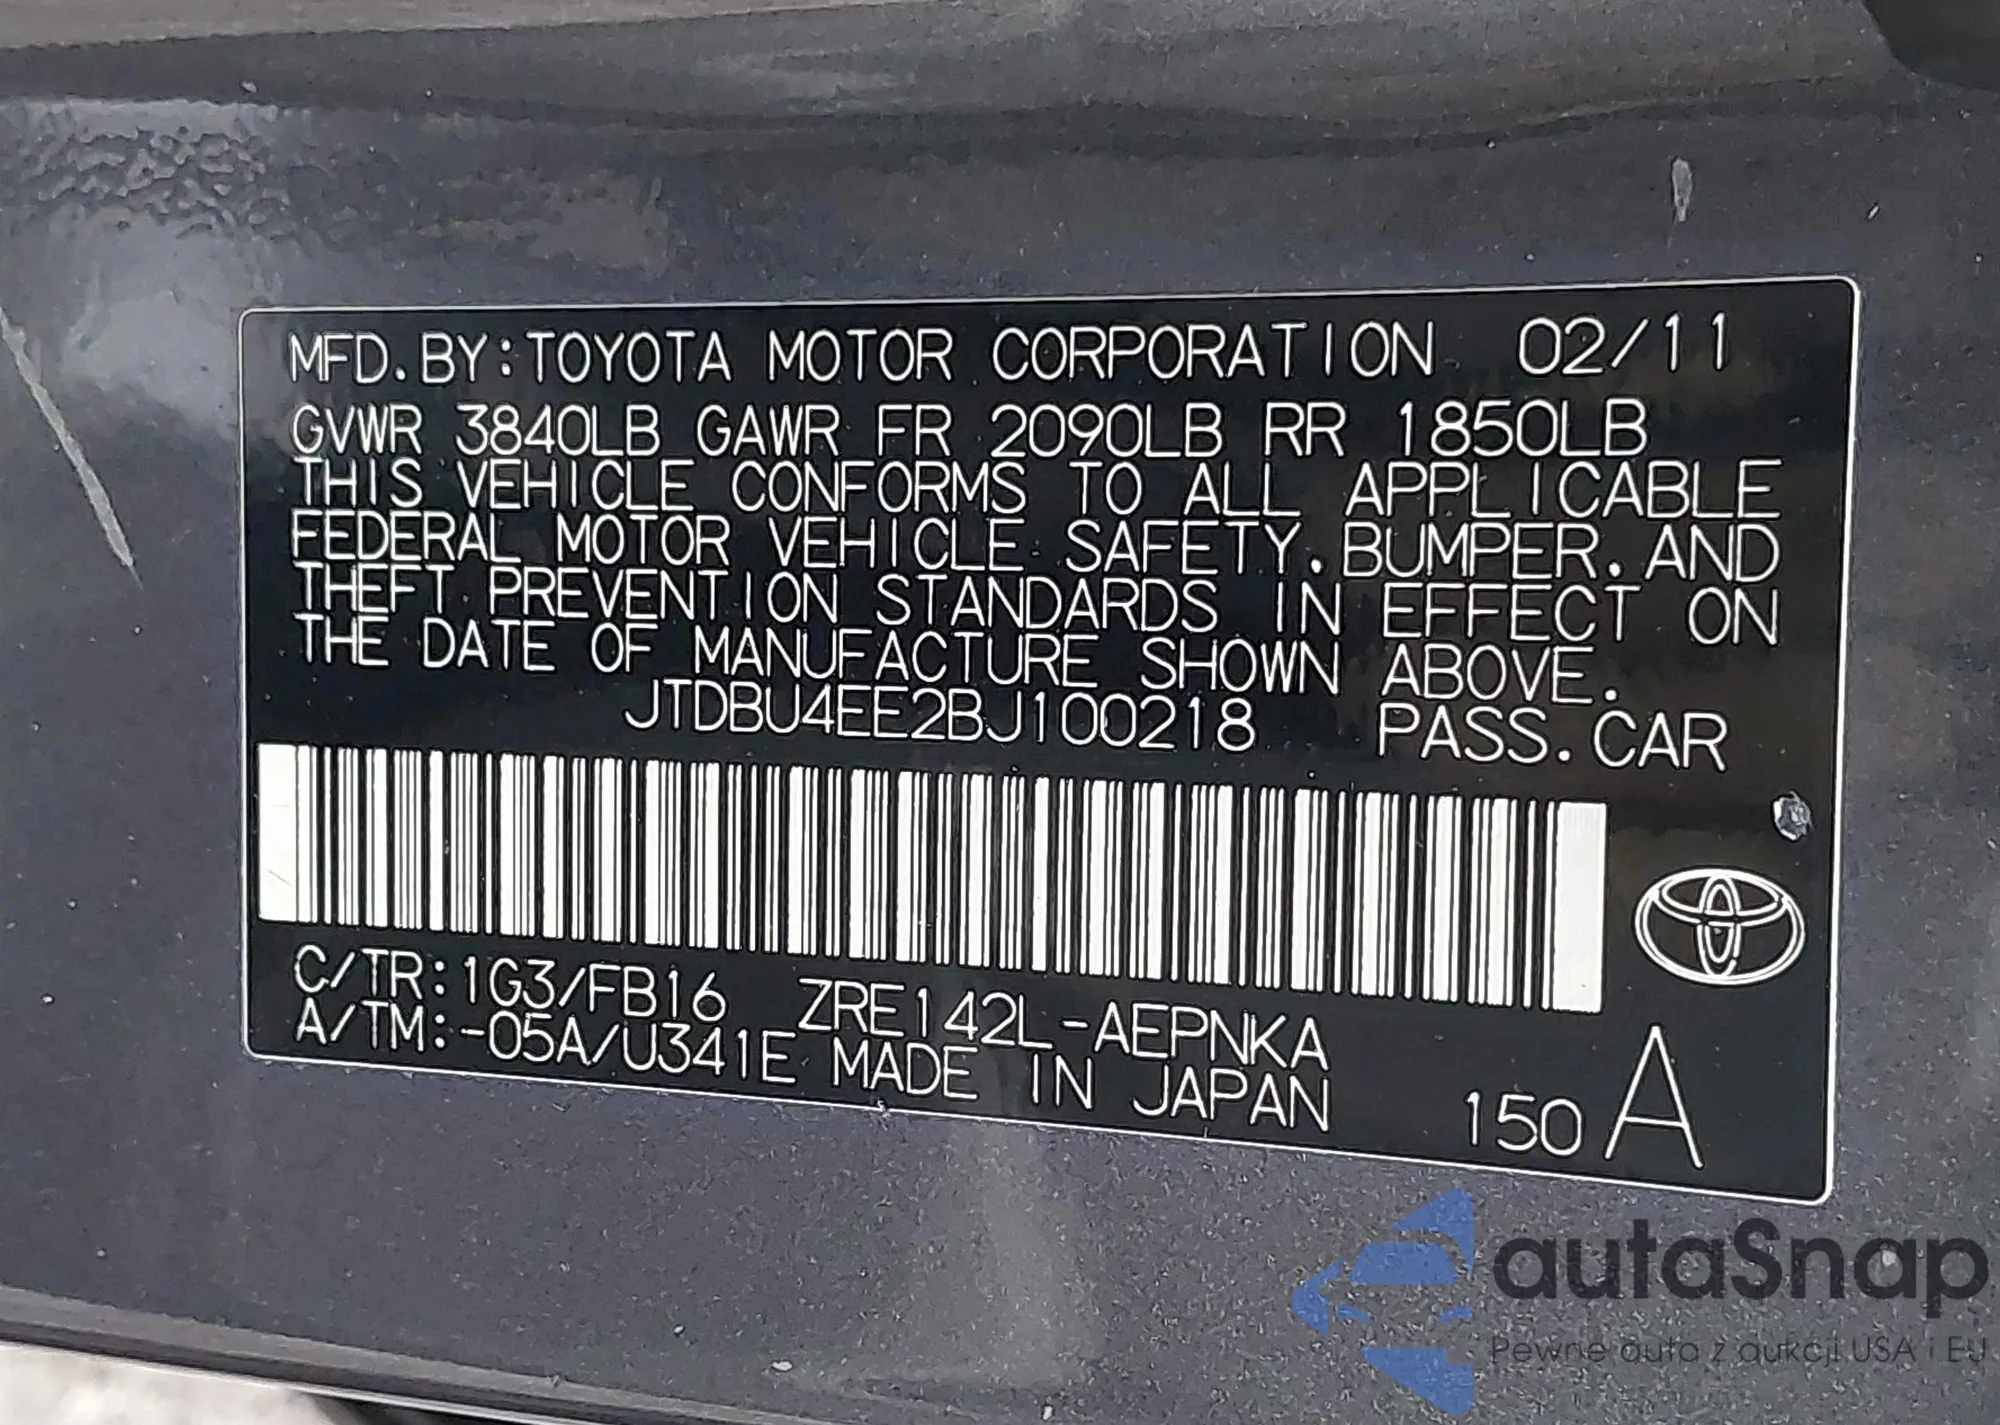 MFD.BY:TOYOTA MOTOR CORPORATION 02/11
GVWR 3840LB GAWR FR 2090LB RR 1850LB
THIS VEHICLE CONFORMS TO ALL APPLICABLE
FEDERAL MOTOR VEHICLE SAFETY.BUMPER.AND
THEFT PREVENTION STANDARDS IN EFFECT ON
THE DATE OF MANUFACTURE SHOWN ABOVE.
JTDBU4EE2BJ100218 PASS.CAR
C/TR:1G3/FB16 ZRE142L-AEPNKA
A/TM:-05A/U341E MADE IN JAPAN
150 A
autaSnap
Pewne auta z aukcji USA i EU